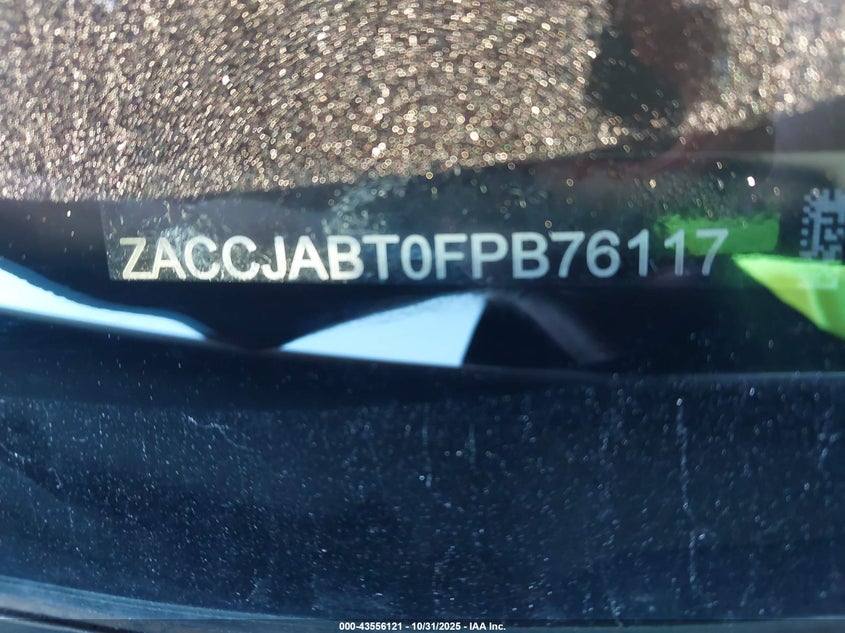 ZACCJABT0FPB76117
000-43556121 - 10/31/2025 - IAA Inc.